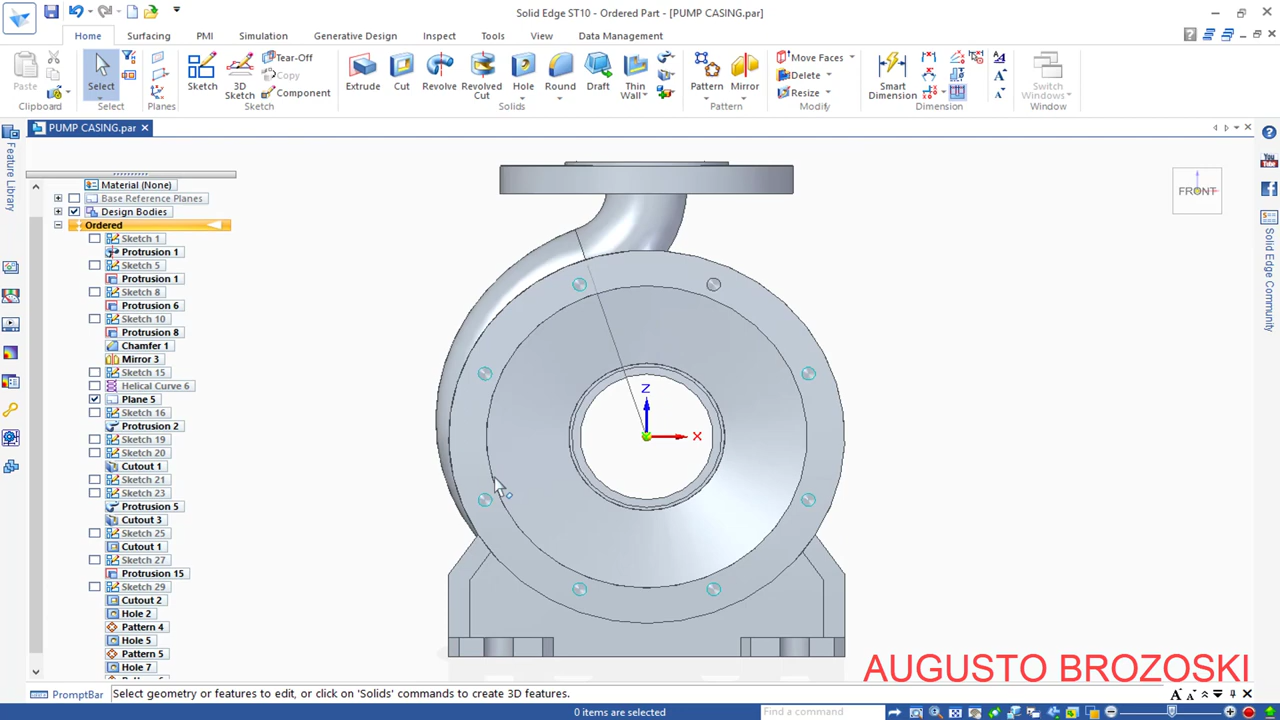 Solid Edge ST10 - Ordered Part - [PUMP CASING.par]
Home Surfacing PMI Simulation Generative Design Inspect Tools View Data Management
Paste
Clipboard
Select
Select
Planes
Sketch
3D Sketch
Tear-Off
Copy
Component
Sketch
Extrude
Cut
Revolve
Revolved Cut
Hole
Round
Draft
Thin Wall
Solids
Pattern
Mirror
Pattern
Move Faces
Delete
Resize
Modify
Smart Dimension
Dimension
Switch Windows
Window
PUMP CASING.par
Feature Library
Material (None)
Base Reference Planes
Design Bodies
Ordered
Sketch 1
Protrusion 1
Sketch 5
Protrusion 1
Sketch 8
Protrusion 6
Sketch 10
Protrusion 8
Chamfer 1
Mirror 3
Sketch 15
Helical Curve 6
Plane 5
Sketch 16
Protrusion 2
Sketch 19
Sketch 20
Cutout 1
Sketch 21
Sketch 23
Protrusion 5
Cutout 3
Sketch 25
Cutout 1
Sketch 27
Protrusion 15
Sketch 29
Cutout 2
Hole 2
Pattern 4
Hole 5
Pattern 5
Hole 7
FRONT
Z
X
You Tube
Solid Edge Community
AUGUSTO BROZOSKI
PromptBar Select geometry or features to edit, or click on 'Solids' commands to create 3D features.
0 items are selected
Find a command